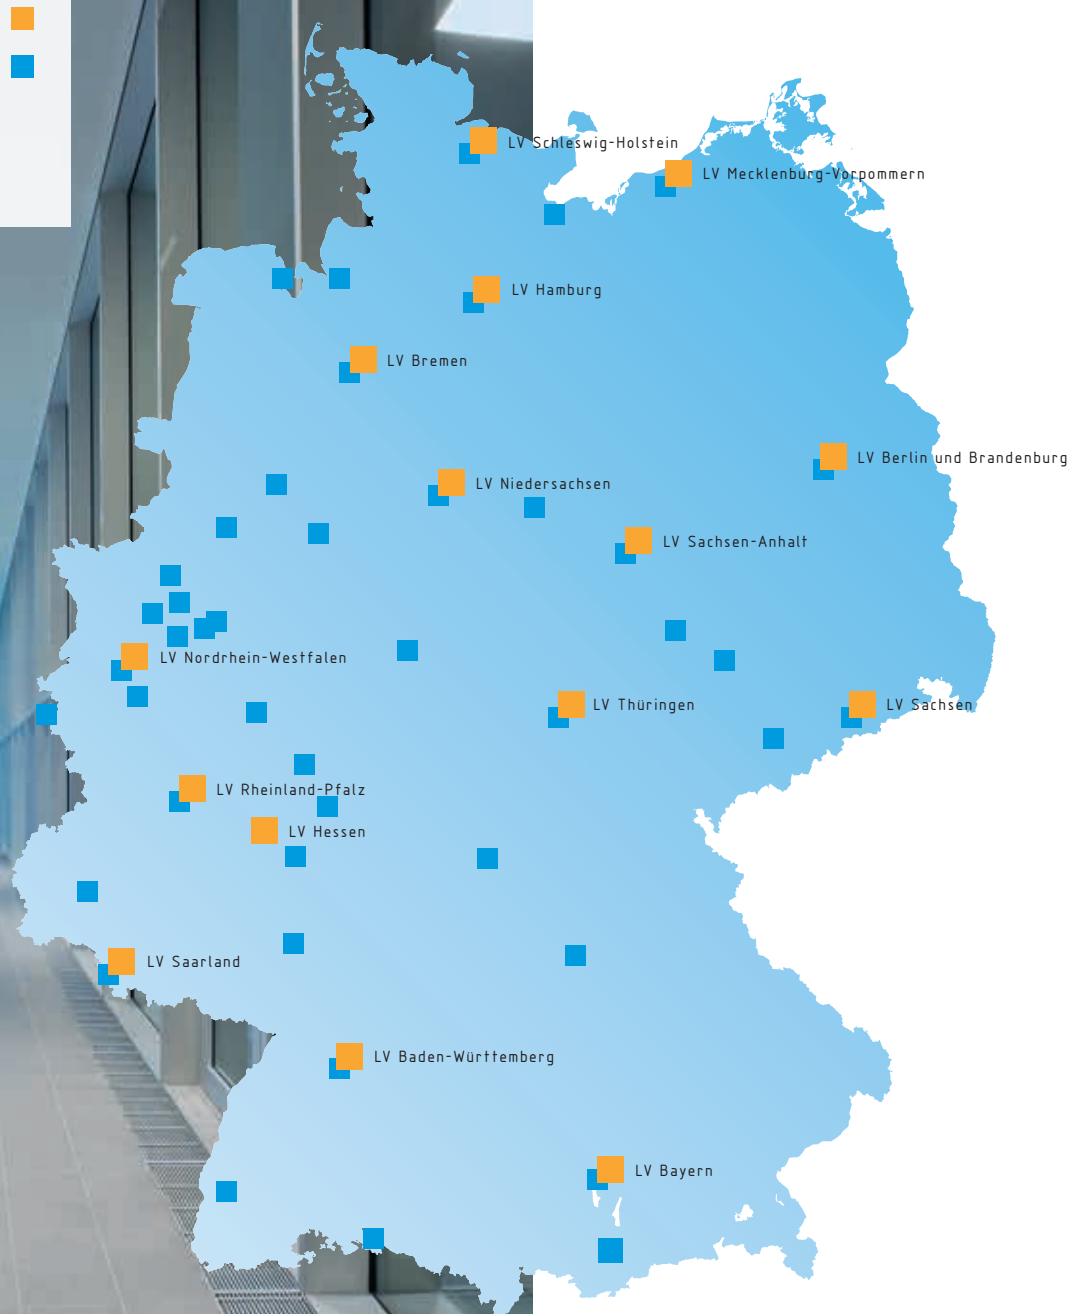 LV Schleswig-Holstein
LV Mecklenburg-Vorpommern
LV Hamburg
LV Bremen
LV Berlin und Brandenburg
LV Niedersachsen
LV Sachsen-Anhalt
LV Nordrhein-Westfalen
LV Thüringen
LV Sachsen
LV Rheinland-Pfalz
LV Hessen
LV Saarland
LV Baden-Württemberg
LV Bayern